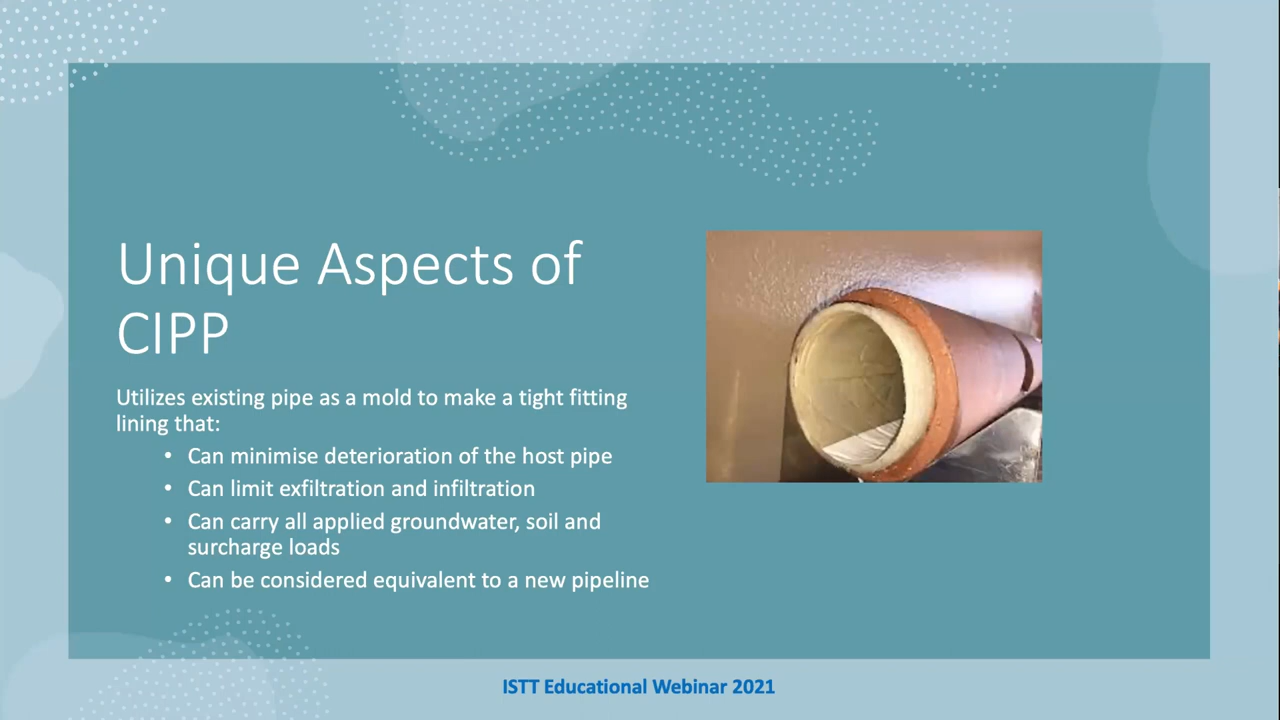 Unique Aspects of
CIPP
Utilizes existing pipe as a mold to make a tight fitting
lining that:
• Can minimise deterioration of the host pipe
• Can limit exfiltration and infiltration
• Can carry all applied groundwater, soil and
surcharge loads
• Can be considered equivalent to a new pipeline
ISTT Educational Webinar 2021